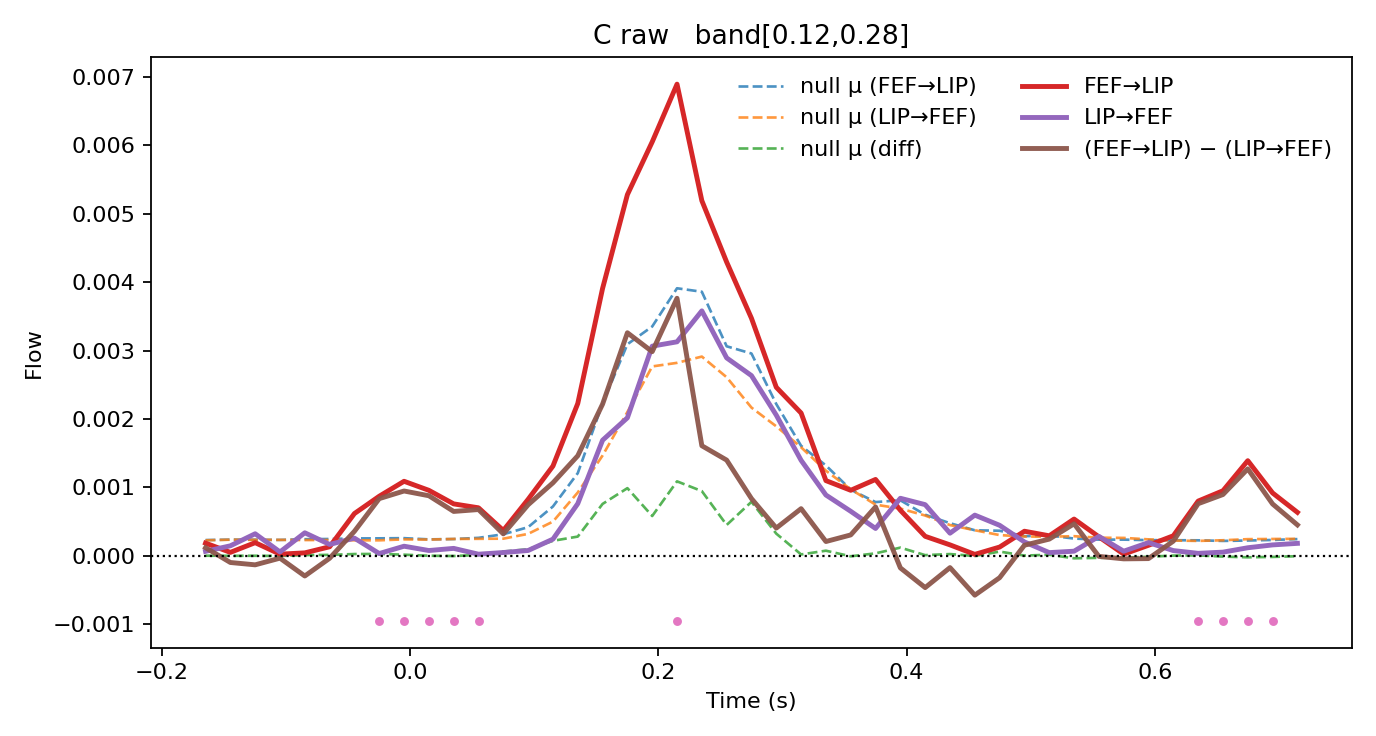 C raw   band[0.12,0.28]
0.007
0.006
0.005
0.004
0.003
0.002
0.001
0.000
−0.001
Flow
null μ (FEF→LIP)
null μ (LIP→FEF)
null μ (diff)
FEF→LIP
LIP→FEF
(FEF→LIP) − (LIP→FEF)
−0.2
0.0
0.2
0.4
0.6
Time (s)